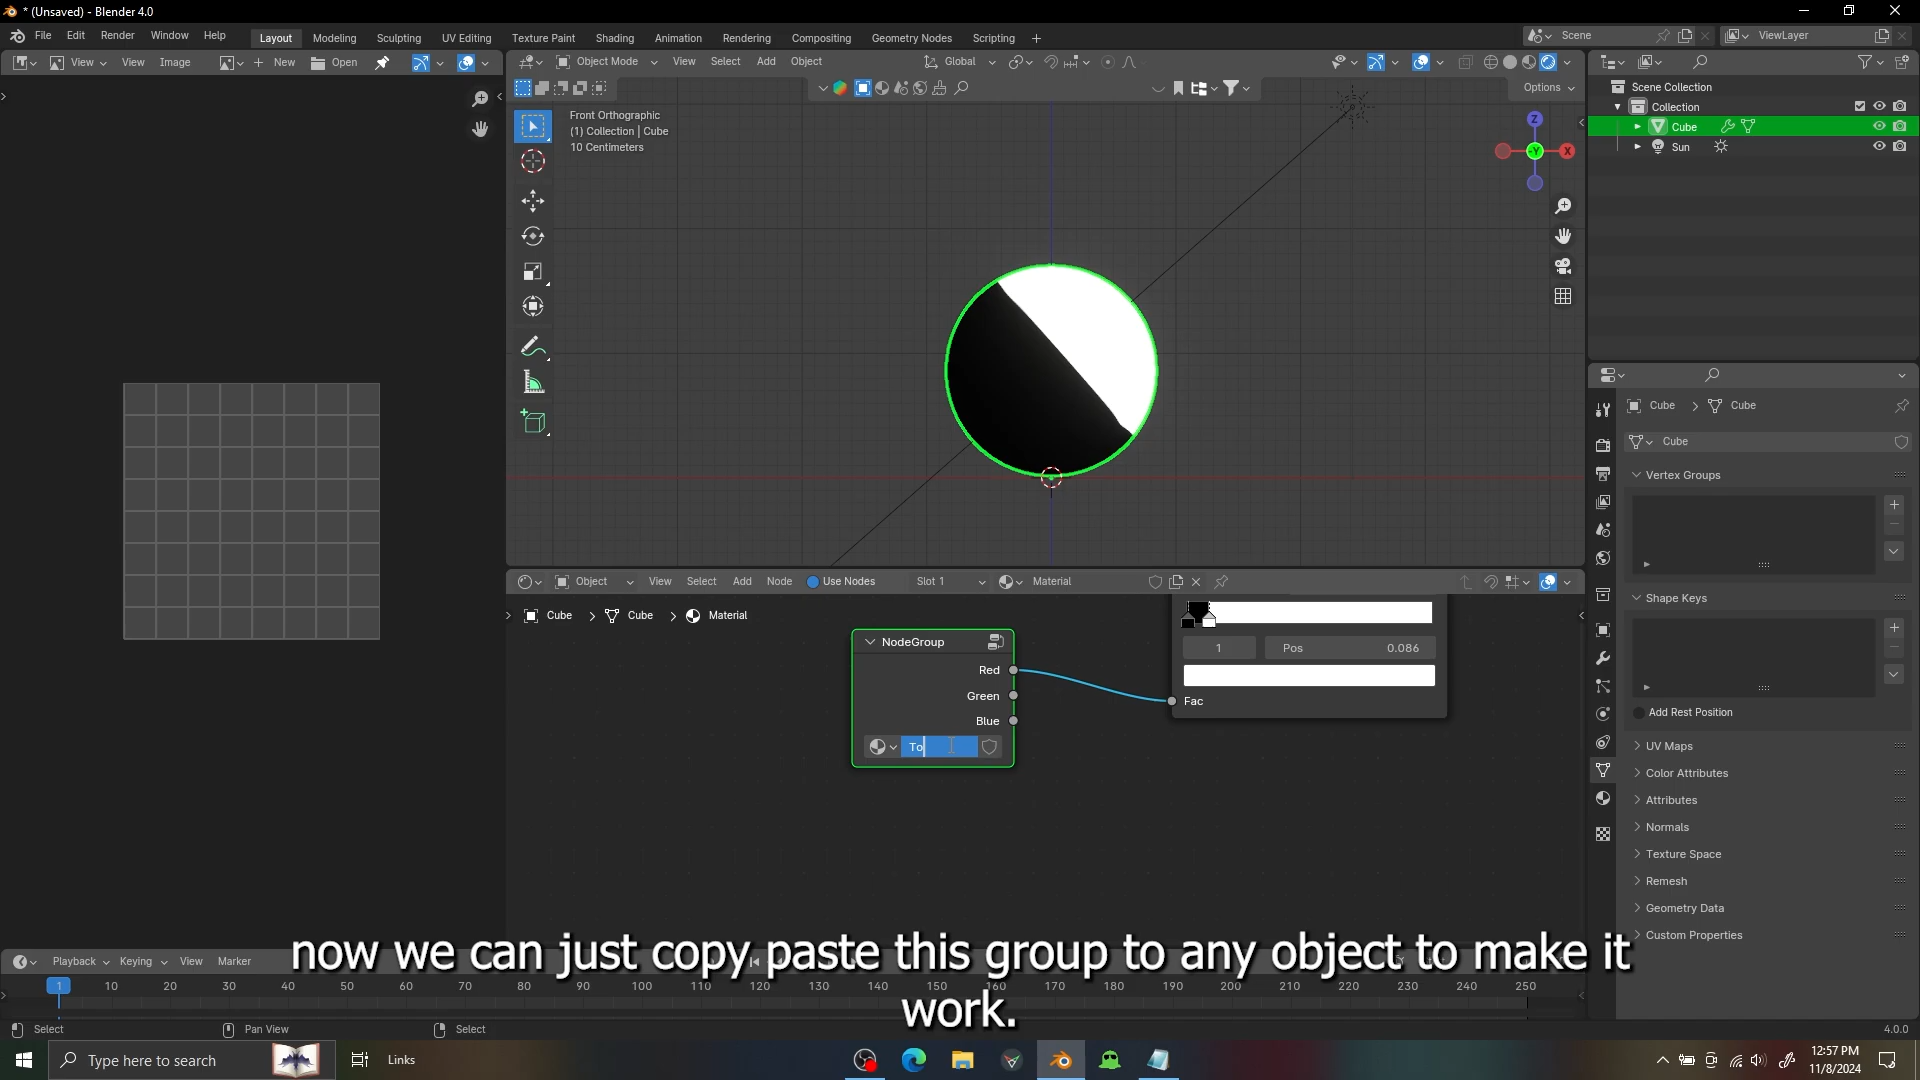 * (Unsaved) - Blender 4.0
File Edit Render Window Help Layout Modeling Sculpting UV Editing Texture Paint Shading Animation Rendering Compositing Geometry Nodes Scripting + Scene ViewLayer
View View Image New Open Object Mode View Select Add Object Global
Options
Front Orthographic
(1) Collection | Cube
10 Centimeters
Z
-Y
X
Scene Collection
Collection
Cube
Sun
Cube Cube
Cube
Vertex Groups
Shape Keys
Add Rest Position
UV Maps
Color Attributes
Attributes
Normals
Texture Space
Remesh
Geometry Data
Custom Properties
Object View Select Add Node Use Nodes Slot 1 Material
Cube Cube Material
NodeGroup
Red
Green
Blue
To
1 Pos 0.086
Fac
now we can just copy paste this group to any object to make it
work.
Playback Keying View Marker
1 10 20 30 40 50 60 70 80 90 100 110 120 130 140 150 160 170 180 190 200 210 220 230 240 250
Select Pan View Select 4.0.0
Type here to search Links
12:57 PM
11/8/2024